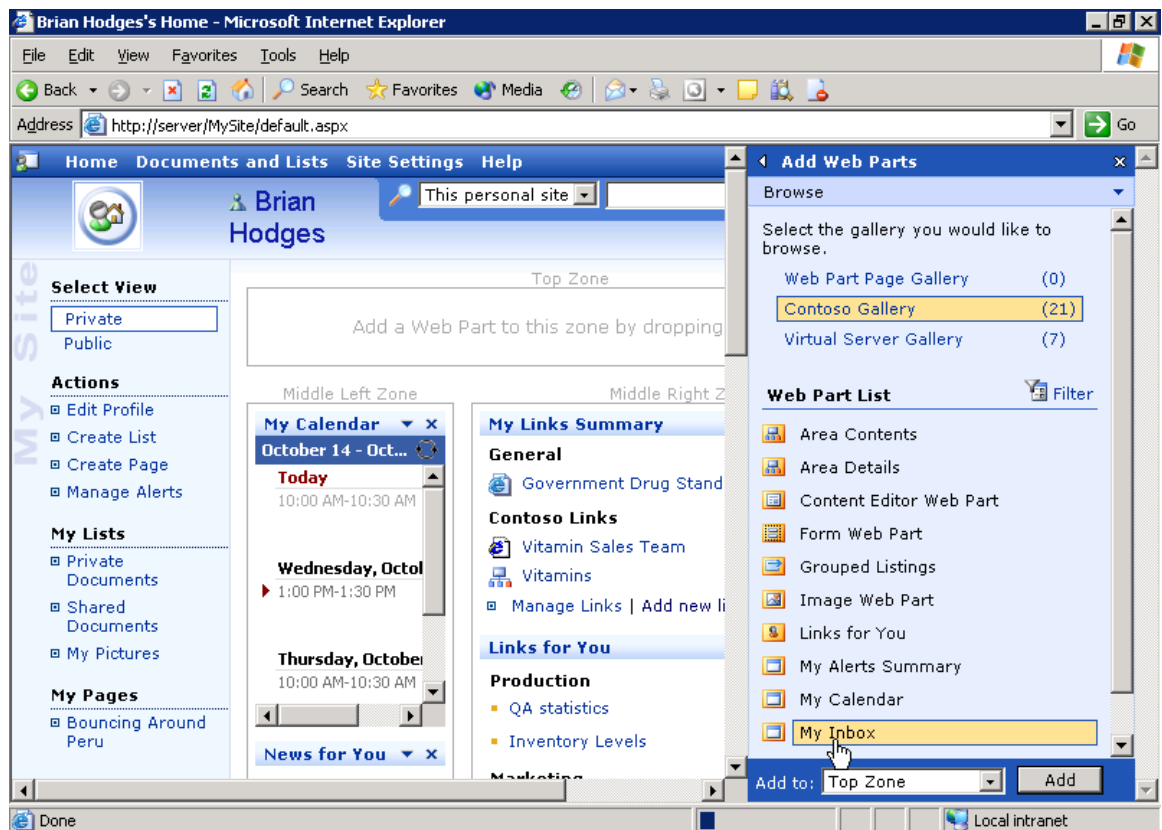 Brian Hodges's Home - Microsoft Internet Explorer
File Edit View Favorites Tools Help
Back Search Favorites Media
Address http://server/MySite/default.aspx Go
Home Documents and Lists Site Settings Help
Brian
Hodges
This personal site
My Site
Select View
Private
Public
Actions
Edit Profile
Create List
Create Page
Manage Alerts
My Lists
Private
Documents
Shared
Documents
My Pictures
My Pages
Bouncing Around
Peru
Top Zone
Add a Web Part to this zone by dropping
Middle Left Zone
My Calendar
October 14 - Oct...
Today
10:00 AM-10:30 AM
Wednesday, Octol
1:00 PM-1:30 PM
Thursday, October
10:00 AM-10:30 AM
News for You
Middle Right Z
My Links Summary
General
Government Drug Stand
Contoso Links
Vitamin Sales Team
Vitamins
Manage Links | Add new li
Links for You
Production
QA statistics
Inventory Levels
Marketing
Add Web Parts
Browse
Select the gallery you would like to
browse.
Web Part Page Gallery (0)
Contoso Gallery (21)
Virtual Server Gallery (7)
Web Part List Filter
Area Contents
Area Details
Content Editor Web Part
Form Web Part
Grouped Listings
Image Web Part
Links for You
My Alerts Summary
My Calendar
My Inbox
Add to: Top Zone Add
Done Local intranet